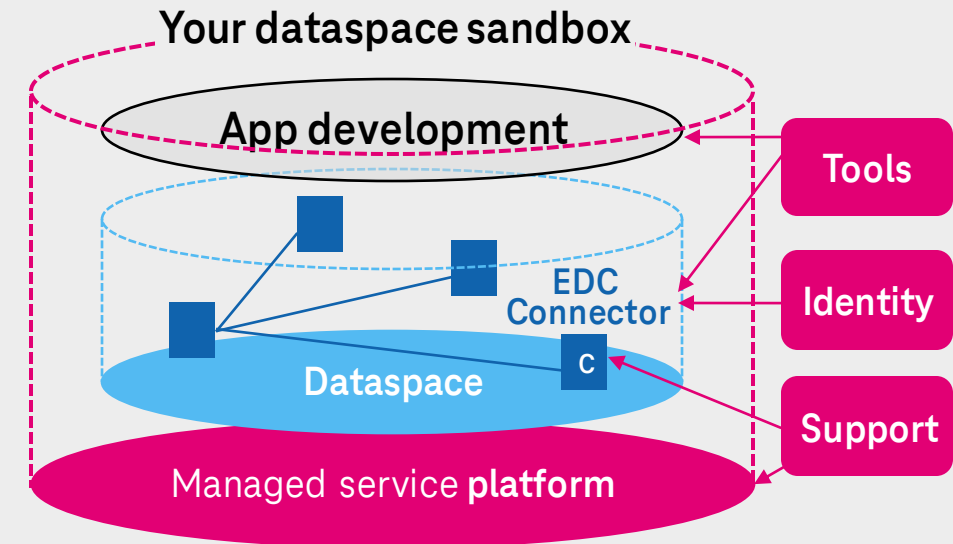 Your dataspace sandbox
App development
Tools
EDC
Connector
Identity
C
Dataspace
Support
Managed service platform